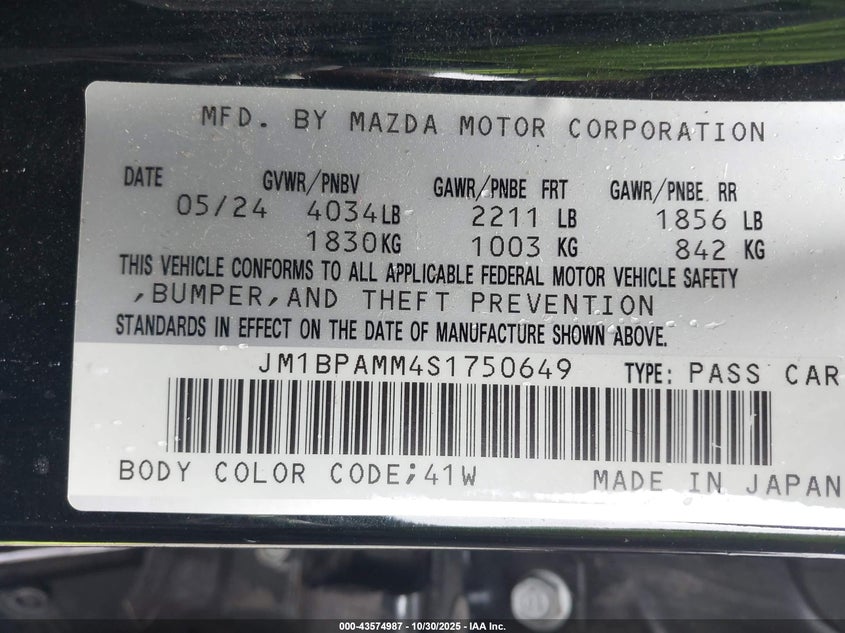 MFD. BY MAZDA MOTOR CORPORATION
DATE GVWR/PNBV GAWR/PNBE FRT GAWR/PNBE RR
05/24 4034LB 2211 LB 1856 LB
1830KG 1003 KG 842 KG
THIS VEHICLE CONFORMS TO ALL APPLICABLE FEDERAL MOTOR VEHICLE SAFETY
,BUMPER,AND THEFT PREVENTION
STANDARDS IN EFFECT ON THE DATE OF MANUFACTURE SHOWN ABOVE.
JM1BPAMM4S1750649 TYPE: PASS CAR
BODY COLOR CODE;41W MADE IN JAPAN
000-43574987 - 10/30/2025 - IAA Inc.